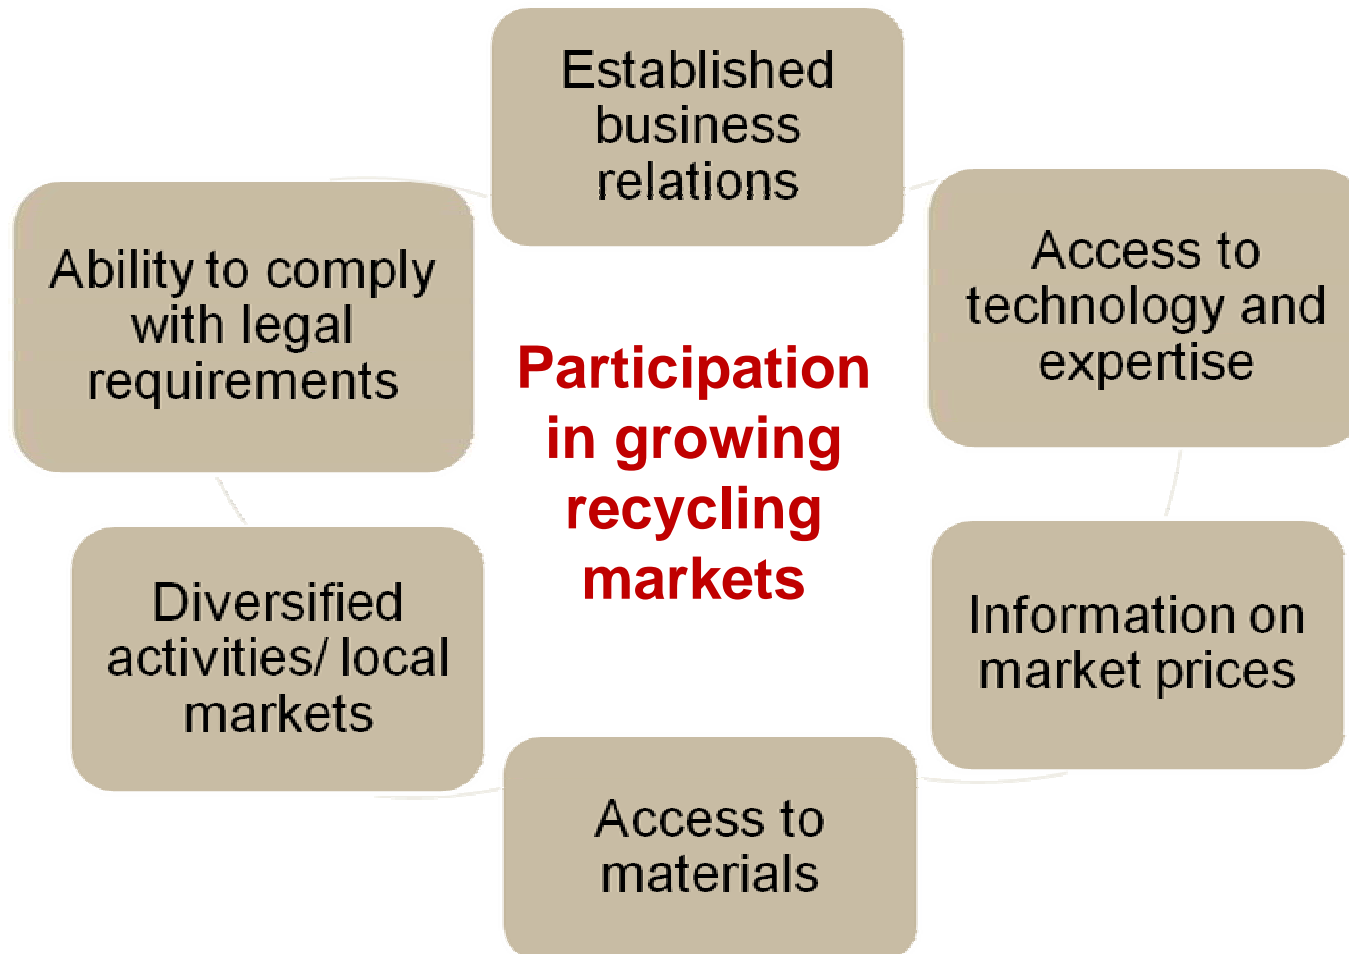 Established
business
relations
Access to
technology and
expertise
Information on
market prices
Access to
materials
Diversified
activities/ local
markets
Ability to comply
with legal
requirements
Participation
in growing
recycling
markets